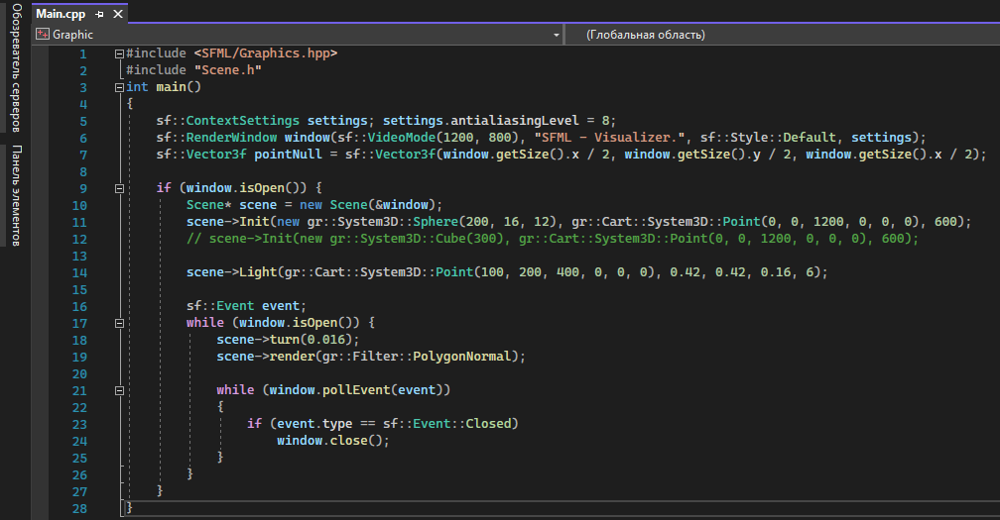 Обозреватель серверов
Панель элементов
Main.cpp
Graphic
(Глобальная область)
1 #include <SFML/Graphics.hpp>
2 #include "Scene.h"
3 int main()
4 {
5 sf::ContextSettings settings; settings.antialiasingLevel = 8;
6 sf::RenderWindow window(sf::VideoMode(1200, 800), "SFML - Visualizer.", sf::Style::Default, settings);
7 sf::Vector3f pointNull = sf::Vector3f(window.getSize().x / 2, window.getSize().y / 2, window.getSize().x / 2);
8
9 if (window.isOpen()) {
10 Scene* scene = new Scene(&window);
11 scene->Init(new gr::System3D::Sphere(200, 16, 12), gr::Cart::System3D::Point(0, 0, 1200, 0, 0, 0), 600);
12 // scene->Init(new gr::System3D::Cube(300), gr::Cart::System3D::Point(0, 0, 1200, 0, 0, 0), 600);
13
14 scene->Light(gr::Cart::System3D::Point(100, 200, 400, 0, 0, 0), 0.42, 0.42, 0.16, 6);
15
16 sf::Event event;
17 while (window.isOpen()) {
18 scene->turn(0.016);
19 scene->render(gr::Filter::PolygonNormal);
20
21 while (window.pollEvent(event))
22 {
23 if (event.type == sf::Event::Closed)
24 window.close();
25 }
26 }
27 }
28 }